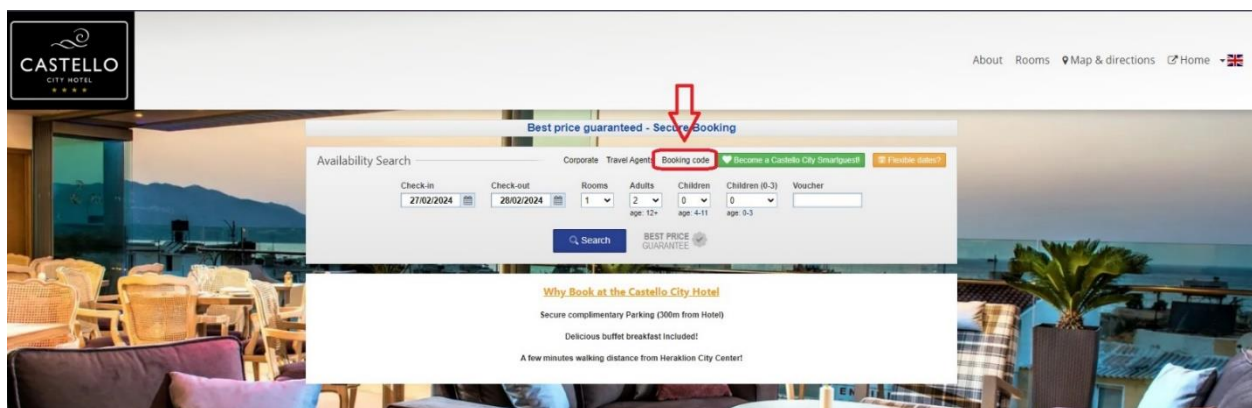 CASTELLO
CITY HOTEL
About Rooms Map & directions Home
Best price guaranteed - Secure Booking
Availability Search
Corporate Travel Agents Booking code Become a Castello City Smartguest! Flexible dates?
Check-in Check-out Rooms Adults Children Children (0-3) Voucher
27/02/2024 28/02/2024 1 2 0 0
age: 12+ age: 4-11 age: 0-3
Search BEST PRICE
GUARANTEE
Why Book at the Castello City Hotel
Secure complimentary Parking (300m from Hotel)
Delicious buffet breakfast Included!
A few minutes walking distance from Heraklion City Center!